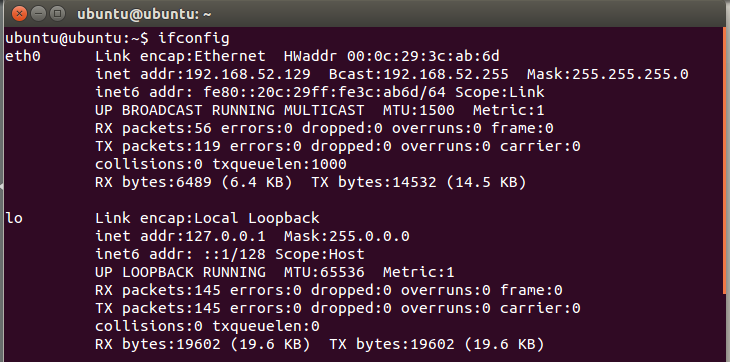 ubuntu@ubuntu: ~
ubuntu@ubuntu:~$ ifconfig
eth0      Link encap:Ethernet  HWaddr 00:0c:29:3c:ab:6d
          inet addr:192.168.52.129  Bcast:192.168.52.255  Mask:255.255.255.0
          inet6 addr: fe80::20c:29ff:fe3c:ab6d/64 Scope:Link
          UP BROADCAST RUNNING MULTICAST  MTU:1500  Metric:1
          RX packets:56 errors:0 dropped:0 overruns:0 frame:0
          TX packets:119 errors:0 dropped:0 overruns:0 carrier:0
          collisions:0 txqueuelen:1000
          RX bytes:6489 (6.4 KB)  TX bytes:14532 (14.5 KB)

lo        Link encap:Local Loopback
          inet addr:127.0.0.1  Mask:255.0.0.0
          inet6 addr: ::1/128 Scope:Host
          UP LOOPBACK RUNNING  MTU:65536  Metric:1
          RX packets:145 errors:0 dropped:0 overruns:0 frame:0
          TX packets:145 errors:0 dropped:0 overruns:0 carrier:0
          collisions:0 txqueuelen:0
          RX bytes:19602 (19.6 KB)  TX bytes:19602 (19.6 KB)